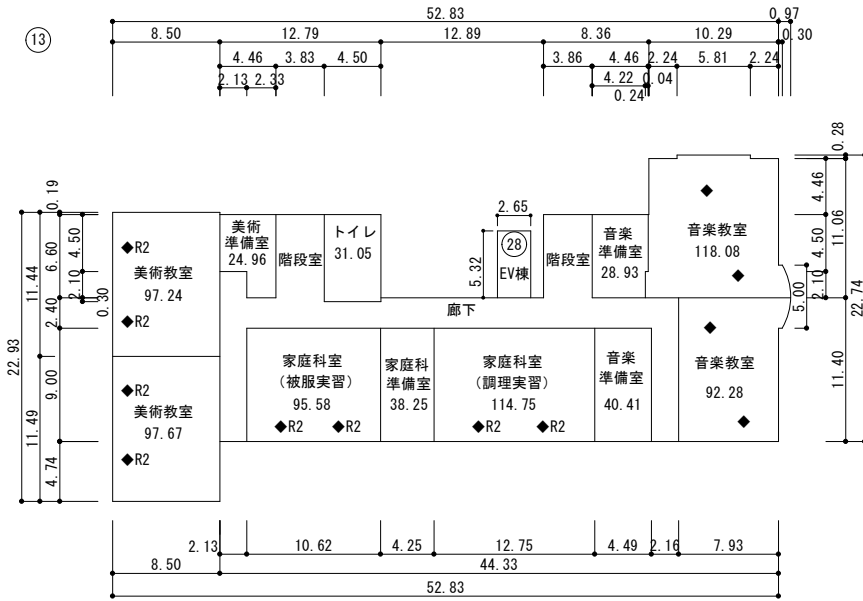 52.83
0.97
⑬
8.50
12.79
12.89
8.36
10.29
0.30
4.46
3.83
4.50
3.86
4.46
2.24
5.81
2.24
2.13
2.33
4.22
0.04
0.24
0.28
0.19
6.60
4.50
2.10
0.30
2.40
9.00
4.74
11.44
11.49
22.93
4.46
11.06
4.50
2.10
5.00
11.40
22.74
◆R2
美術教室
97.24
◆R2
◆R2
美術教室
97.67
◆R2
美術
準備室
24.96
階段室
トイレ
31.05
2.65
5.32
㉘
EV棟
階段室
音楽
準備室
28.93
◆
音楽教室
118.08
◆
廊下
家庭科室
(被服実習)
95.58
◆R2 ◆R2
家庭科
準備室
38.25
家庭科室
(調理実習)
114.75
◆R2 ◆R2
音楽
準備室
40.41
◆
音楽教室
92.28
◆
2.13
10.62
4.25
12.75
4.49
2.16
7.93
8.50
44.33
52.83